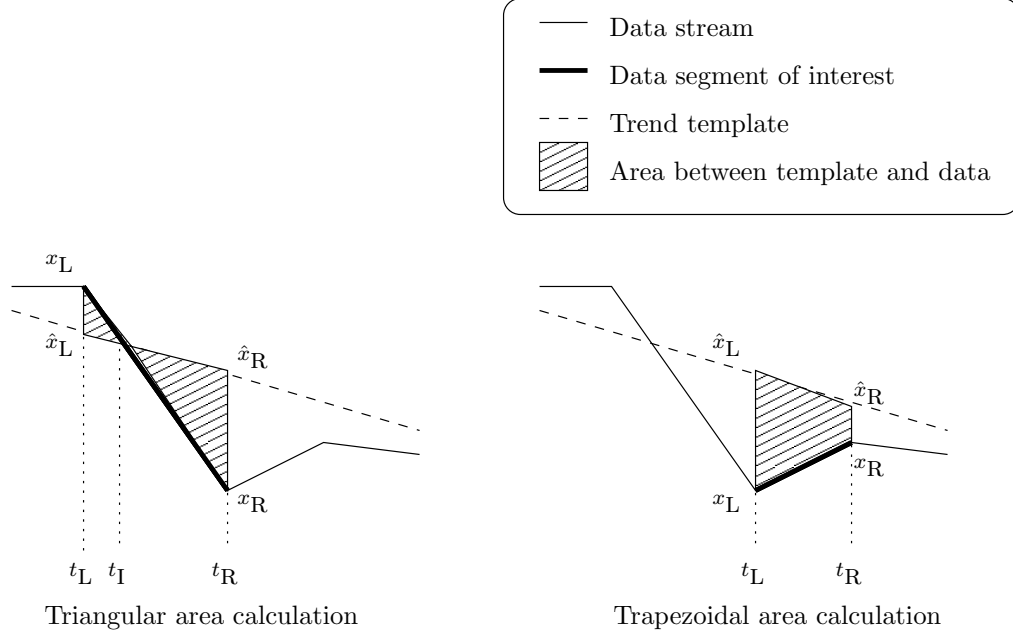 Data stream
Data segment of interest
Trend template
Area between template and data
x_L
x̂_L
x̂_R
x_R
t_L t_I t_R
Triangular area calculation
x̂_L
x̂_R
x_L
x_R
t_L t_R
Trapezoidal area calculation